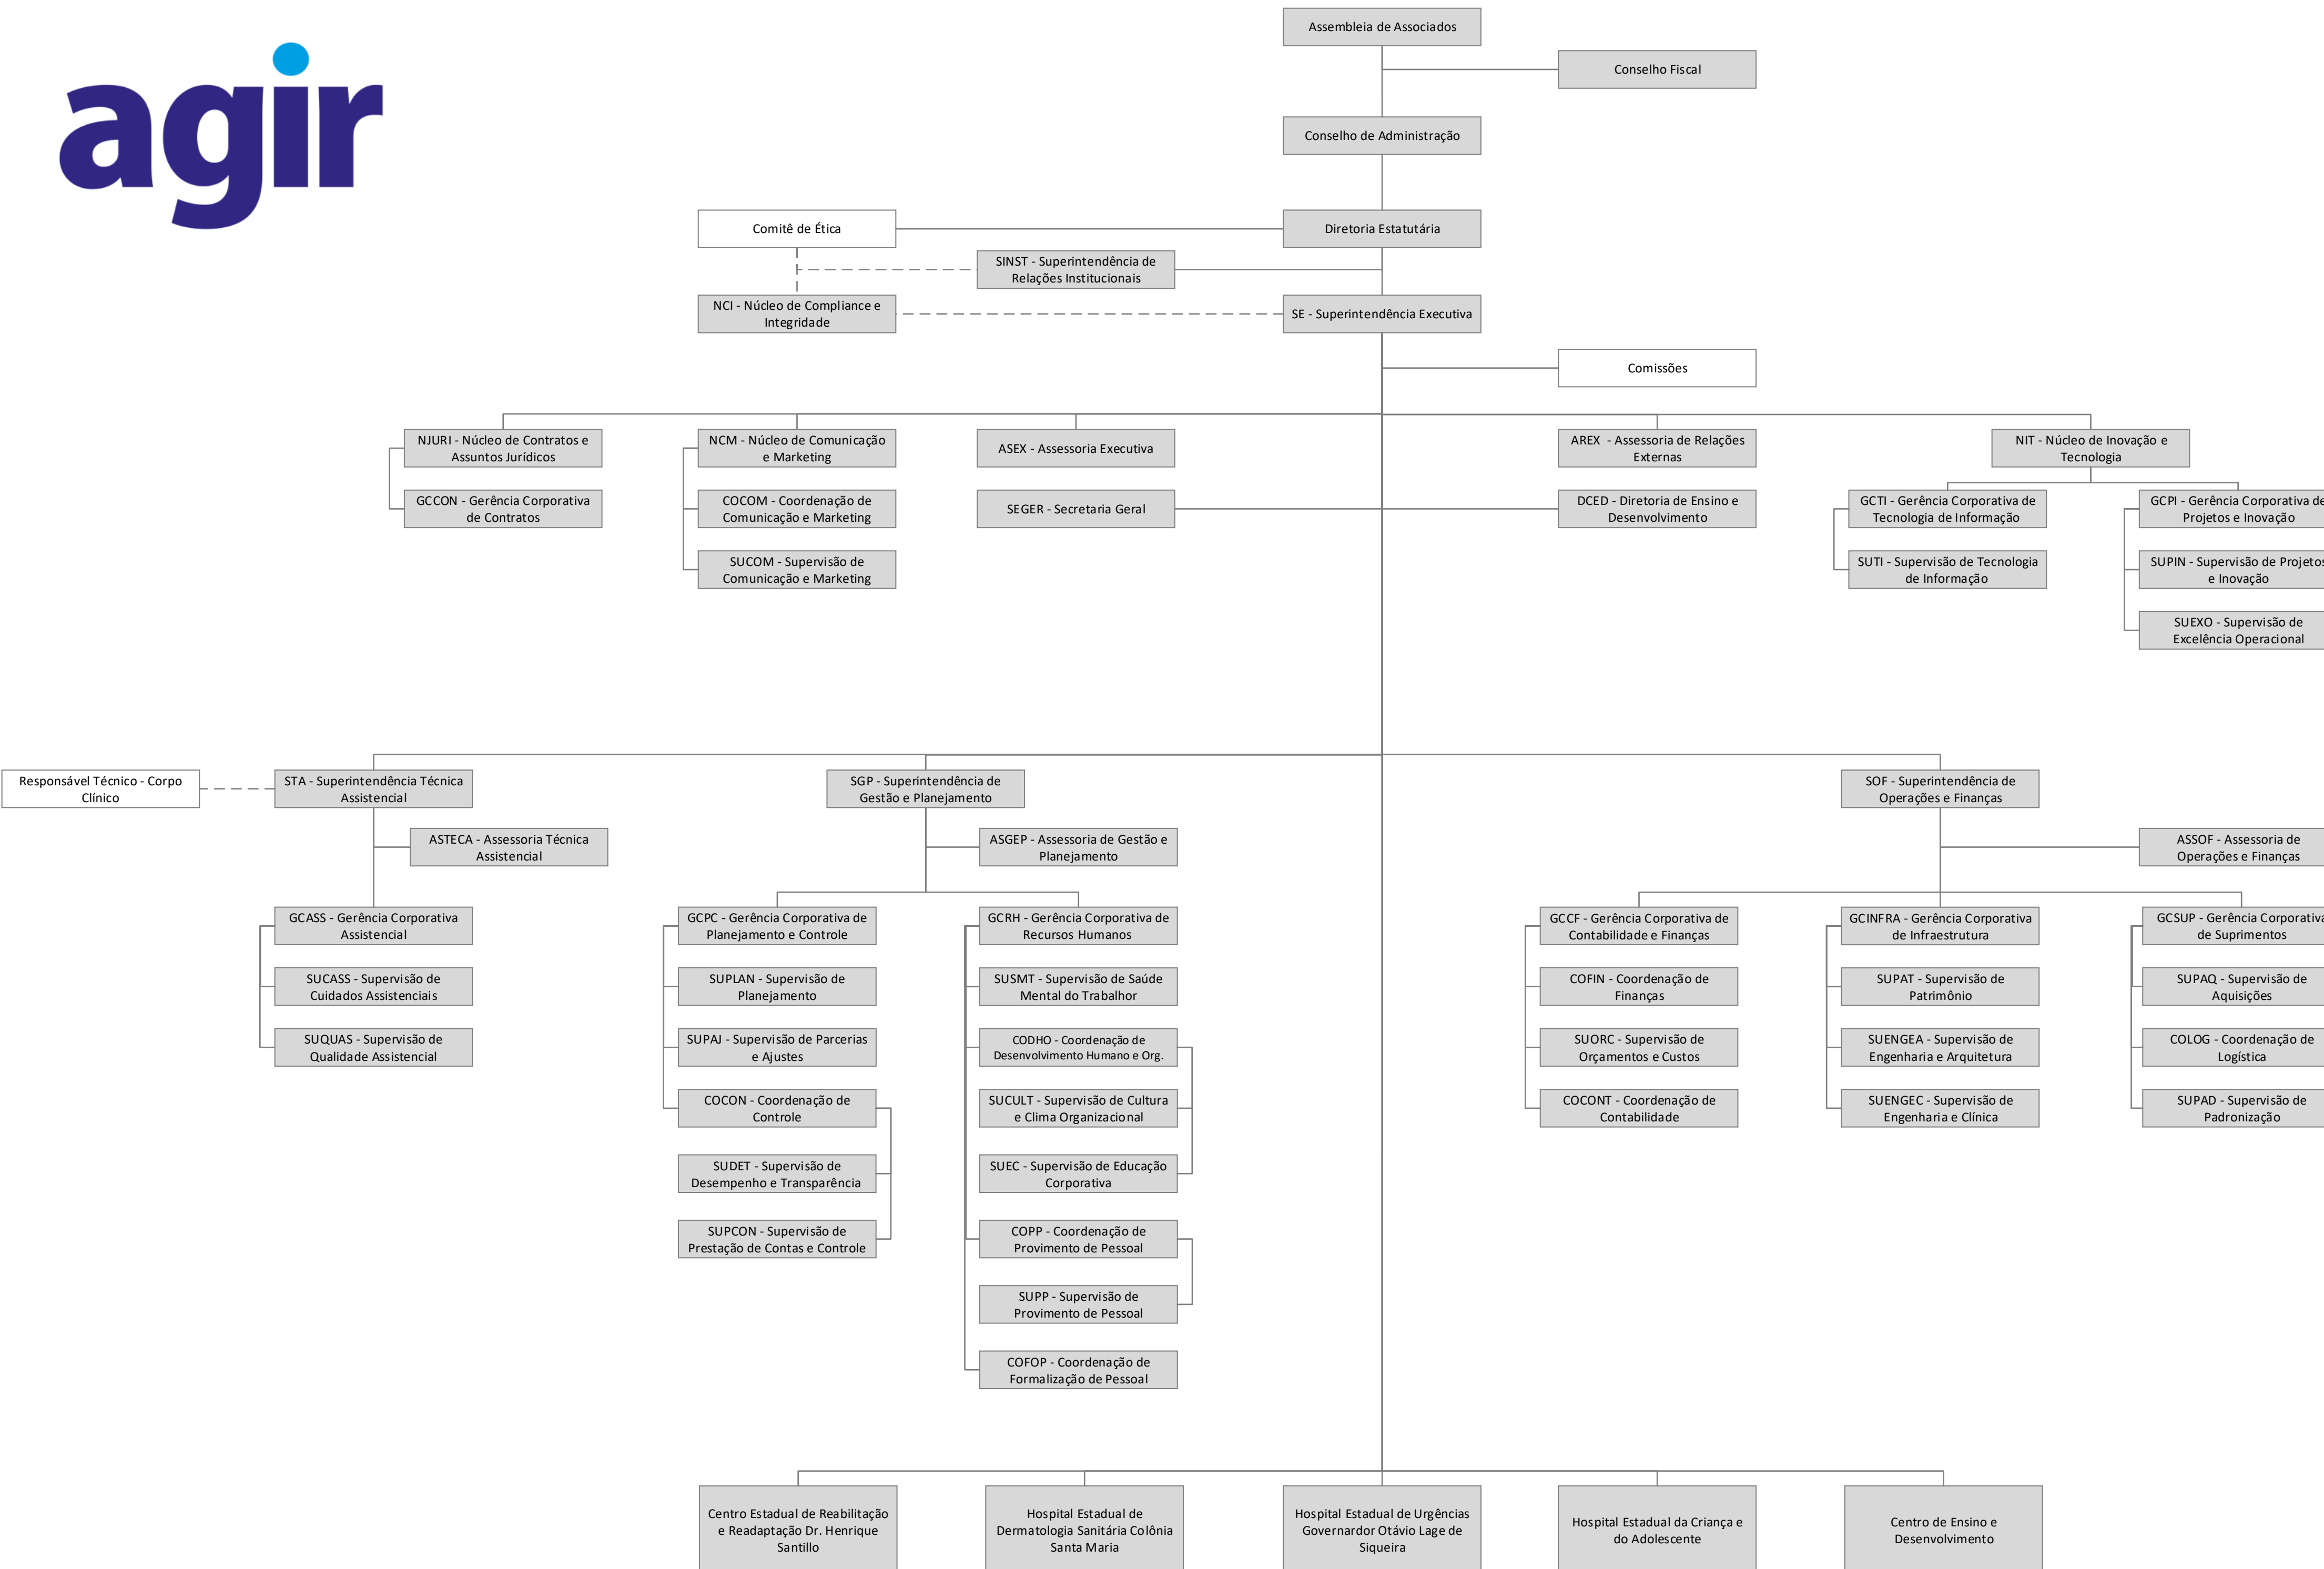 agir
Assembleia de Associados
Conselho Fiscal
Conselho de Administração
Comitê de Ética
Diretoria Estatutária
SINST - Superintendência de
Relações Institucionais
NCI - Núcleo de Compliance e
Integridade
SE - Superintendência Executiva
Comissões
NJURI - Núcleo de Contratos e
Assuntos Jurídicos
NCM - Núcleo de Comunicação
e Marketing
ASEX - Assessoria Executiva
AREX - Assessoria de Relações
Externas
NIT - Núcleo de Inovação e
Tecnologia
GCCON - Gerência Corporativa
de Contratos
COCOM - Coordenação de
Comunicação e Marketing
SEGER - Secretaria Geral
DCED - Diretoria de Ensino e
Desenvolvimento
GCTI - Gerência Corporativa de
Tecnologia de Informação
GCPI - Gerência Corporativa de
Projetos e Inovação
SUCOM - Supervisão de
Comunicação e Marketing
SUTI - Supervisão de Tecnologia
de Informação
SUPIN - Supervisão de Projetos
e Inovação
SUEXO - Supervisão de
Excelência Operacional
Responsável Técnico - Corpo
Clínico
STA - Superintendência Técnica
Assistencial
SGP - Superintendência de
Gestão e Planejamento
SOF - Superintendência de
Operações e Finanças
ASTECA - Assessoria Técnica
Assistencial
ASGEP - Assessoria de Gestão e
Planejamento
ASSOF - Assessoria de
Operações e Finanças
GCASS - Gerência Corporativa
Assistencial
GCPC - Gerência Corporativa de
Planejamento e Controle
GCRH - Gerência Corporativa de
Recursos Humanos
GCCF - Gerência Corporativa de
Contabilidade e Finanças
GCINFRA - Gerência Corporativa
de Infraestrutura
GCSUP - Gerência Corporativa
de Suprimentos
SUCASS - Supervisão de
Cuidados Assistenciais
SUPLAN - Supervisão de
Planejamento
SUSMT - Supervisão de Saúde
Mental do Trabalhor
COFIN - Coordenação de
Finanças
SUPAT - Supervisão de
Patrimônio
SUPAQ - Supervisão de
Aquisições
SUQUAS - Supervisão de
Qualidade Assistencial
SUPAJ - Supervisão de Parcerias
e Ajustes
CODHO - Coordenação de
Desenvolvimento Humano e Org.
SUORC - Supervisão de
Orçamentos e Custos
SUENGEA - Supervisão de
Engenharia e Arquitetura
COLOG - Coordenação de
Logística
COCON - Coordenação de
Controle
SUCULT - Supervisão de Cultura
e Clima Organizacional
COCONT - Coordenação de
Contabilidade
SUENGEC - Supervisão de
Engenharia e Clínica
SUPAD - Supervisão de
Padronização
SUDET - Supervisão de
Desempenho e Transparência
SUEC - Supervisão de Educação
Corporativa
SUPCON - Supervisão de
Prestação de Contas e Controle
COPP - Coordenação de
Provimento de Pessoal
SUPP - Supervisão de
Provimento de Pessoal
COFOP - Coordenação de
Formalização de Pessoal
Centro Estadual de Reabilitação
e Readaptação Dr. Henrique
Santillo
Hospital Estadual de
Dermatologia Sanitária Colônia
Santa Maria
Hospital Estadual de Urgências
Governardor Otávio Lage de
Siqueira
Hospital Estadual da Criança e
do Adolescente
Centro de Ensino e
Desenvolvimento